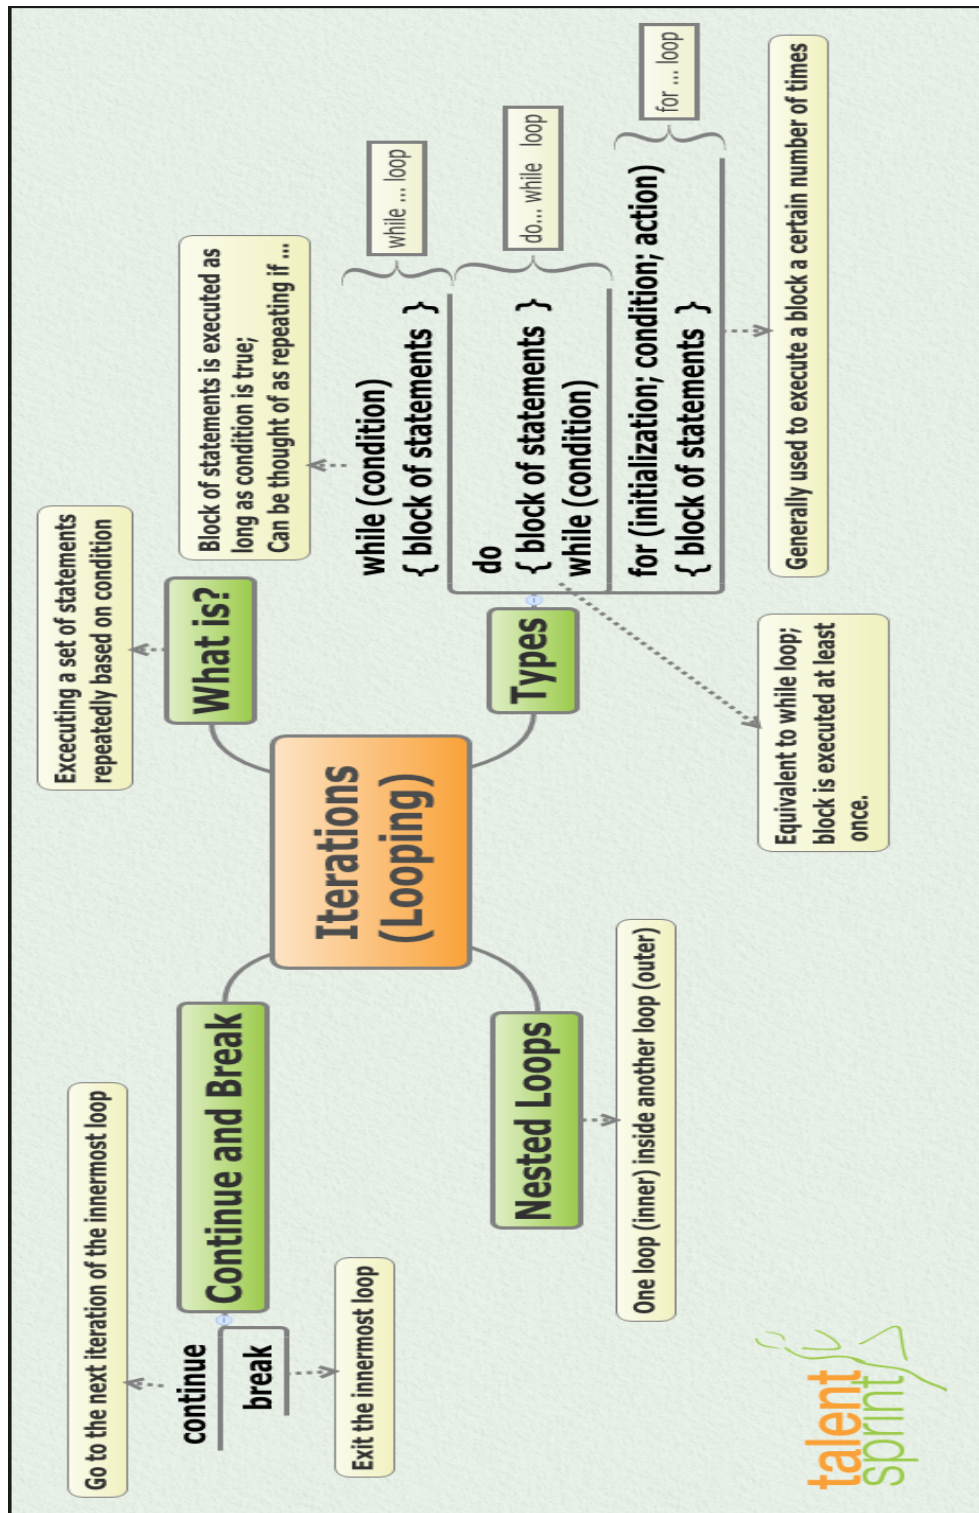 Iterations
(Looping)
What is?
Excecuting a set of statements
repeatedly based on condition
Types
while (condition)
{ block of statements }
while ... loop
Block of statements is executed as
long as condition is true;
Can be thought of as repeating if ...
do
{ block of statements }
while (condition)
do... while loop
Equivalent to while loop;
block is executed at least
once.
for (initialization; condition; action)
{ block of statements }
for ... loop
Generally used to execute a block a certain number of times
Nested Loops
One loop (inner) inside another loop (outer)
Continue and Break
continue
Go to the next iteration of the innermost loop
break
Exit the innermost loop
talent
sprint